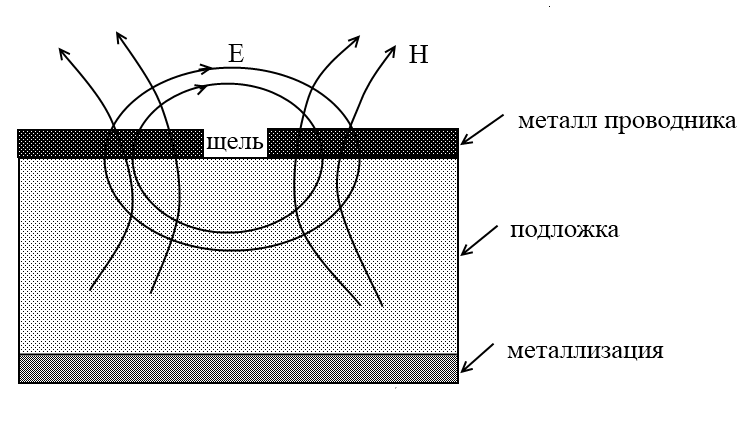 E
H
щель
металл проводника
подложка
металлизация